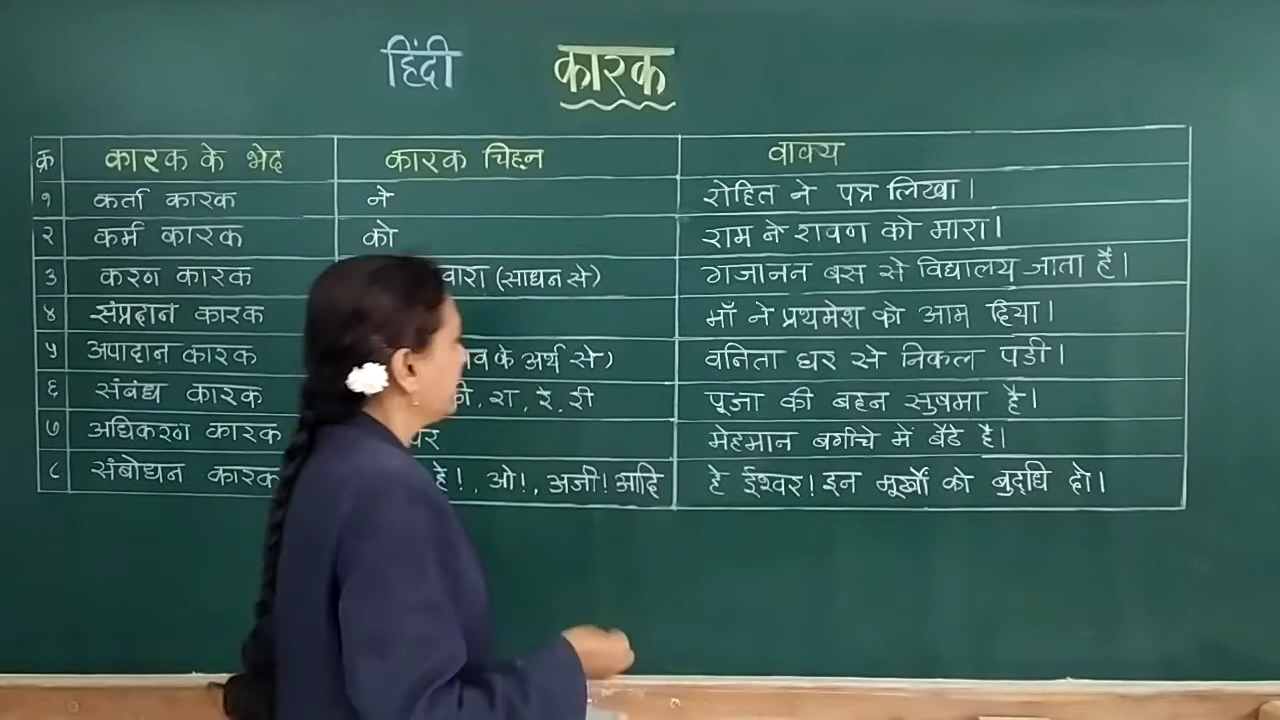 हिंदी कारक
क्र कारक के भेद कारक चिह्न वाक्य
१ कर्ता कारक ने रोहित ने पत्र लिखा।
२ कर्म कारक को राम ने रावण को मारा।
३ करण कारक (साधन से) गजानन बस से विद्यालय जाता है।
४ संप्रदान कारक माँ ने प्रथमेश को आम दिया।
५ अपादान कारक के अर्थ से) वनिता घर से निकल पडी।
६ संबंध कारक रा, रे, री पूजा की बहन सुषमा है।
७ अधिकरण कारक पर मेहमान बगीचे में बैठे है।
८ संबोधन कारक हे!, ओ!, अजी! आदि हे ईश्वर! इन मूर्खों को बुद्धि दो।